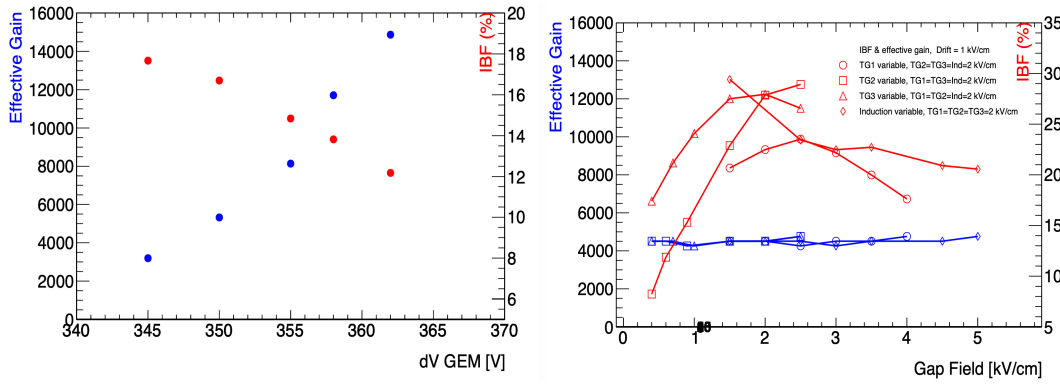 Effective Gain
16000
14000
12000
10000
8000
6000
4000
2000
0
340 345 350 355 360 365 370
dV GEM [V]
IBF (%)
20
18
16
14
12
10
8
6
Effective Gain
16000
14000
12000
10000
8000
6000
4000
2000
0
0 1 2 3 4 5
Gap Field [kV/cm]
IBF (%)
35
30
25
20
15
10
5
IBF & effective gain, Drift = 1 kV/cm
TG1 variable, TG2=TG3=Ind=2 kV/cm
TG2 variable, TG1=TG3=Ind=2 kV/cm
TG3 variable, TG1=TG2=Ind=2 kV/cm
Induction variable, TG1=TG2=TG3=2 kV/cm